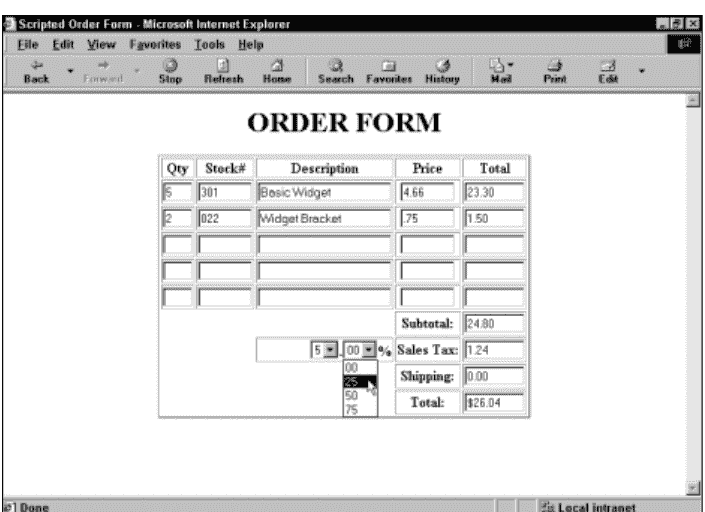 Scripted Order Form - Microsoft Internet Explorer
File Edit View Favorites Tools Help
Back Forward Stop Refresh Home Search Favorites History Mail Print Edit
ORDER FORM
Qty Stock# Description Price Total
5 301 Basic Widget 4.66 23.30
2 022 Widget Bracket .75 1.50
Subtotal: 24.80
5 . 00 % Sales Tax: 1.24
00
25 Shipping: 0.00
50
75 Total: $26.04
Done Local intranet